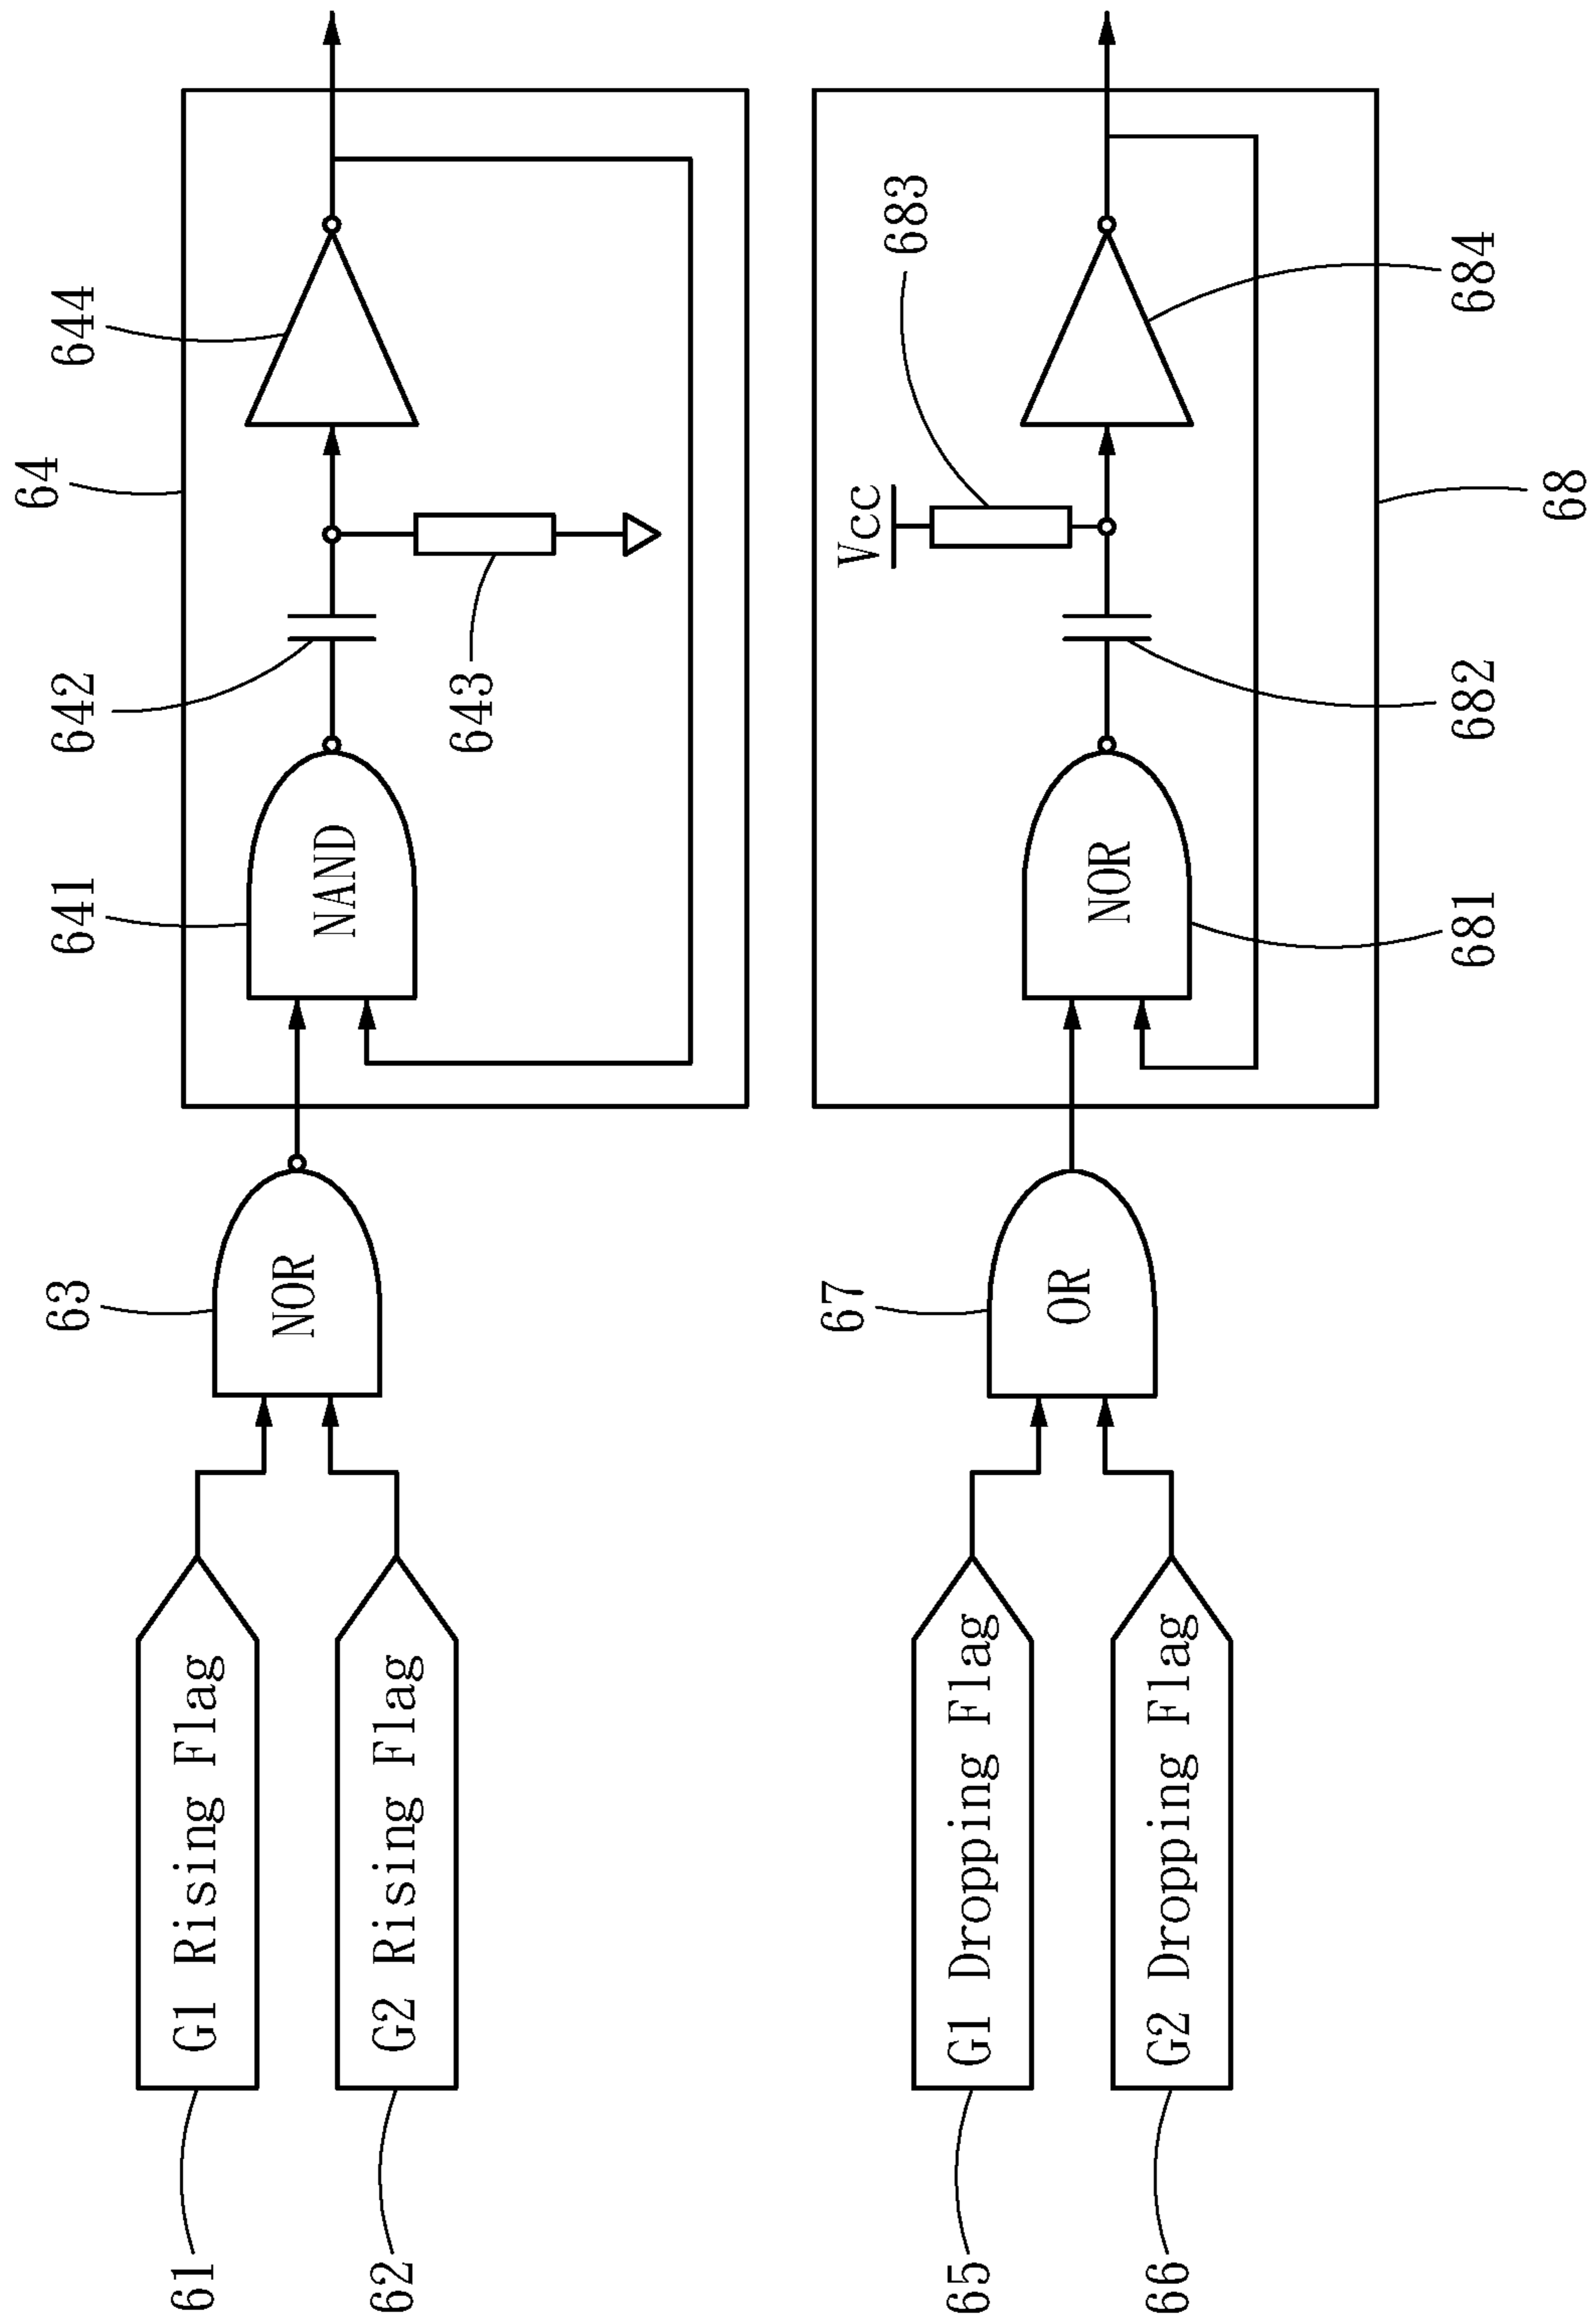 61
G1 Rising Flag
62
G2 Rising Flag
63
NOR
64
641
NAND
642
643
644
65
G1 Dropping Flag
66
G2 Dropping Flag
67
OR
68
681
NOR
682
Vcc
683
684